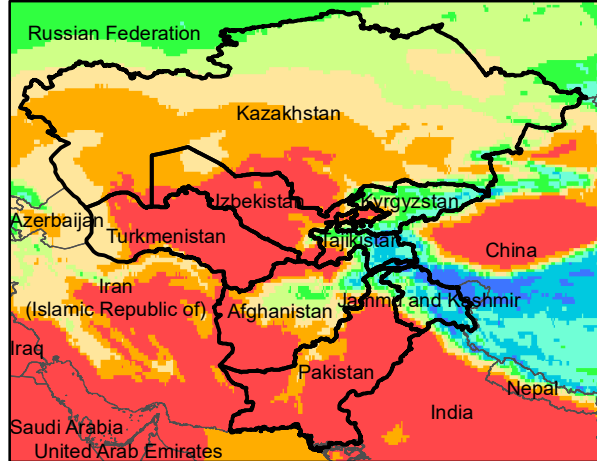 Russian Federation
Kazakhstan
Uzbekistan
Kyrgyzstan
Azerbaijan
Turkmenistan
Tajikistan
China
Iran
(Islamic Republic of)
Afghanistan
Jammu and Kashmir
Iraq
Pakistan
Nepal
India
Saudi Arabia
United Arab Emirates